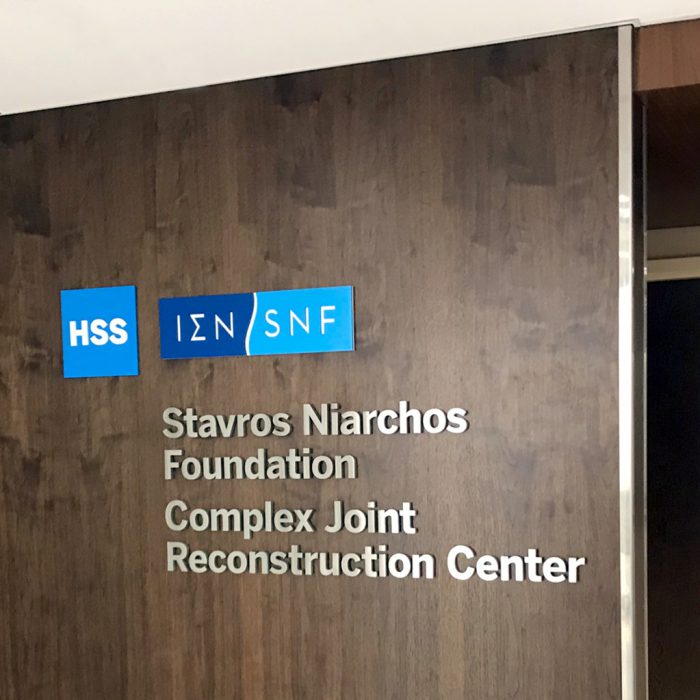 HSS
ΙΣΝ SNF
Stavros Niarchos
Foundation
Complex Joint
Reconstruction Center